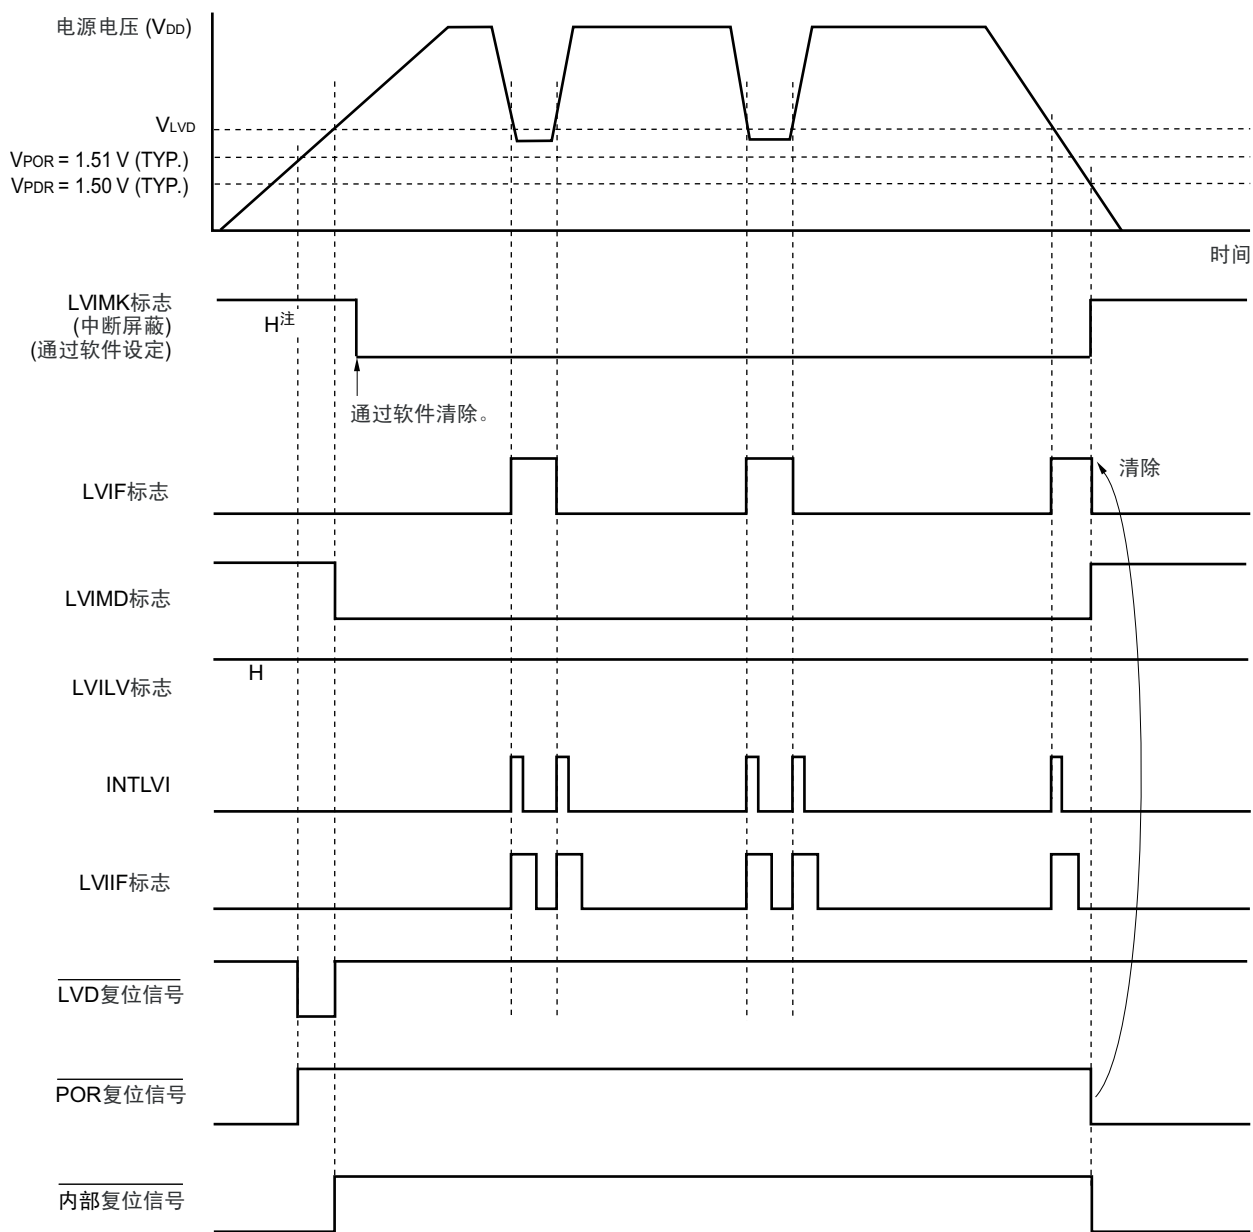 电源电压 (VDD)
VLVD
VPOR = 1.51 V (TYP.)
VPDR = 1.50 V (TYP.)
时间
LVIMK标志
(中断屏蔽)
(通过软件设定)
H注
通过软件清除。
LVIF标志
清除
LVIMD标志
H
LVILV标志
INTLVI
LVIIF标志
LVD复位信号
POR复位信号
内部复位信号